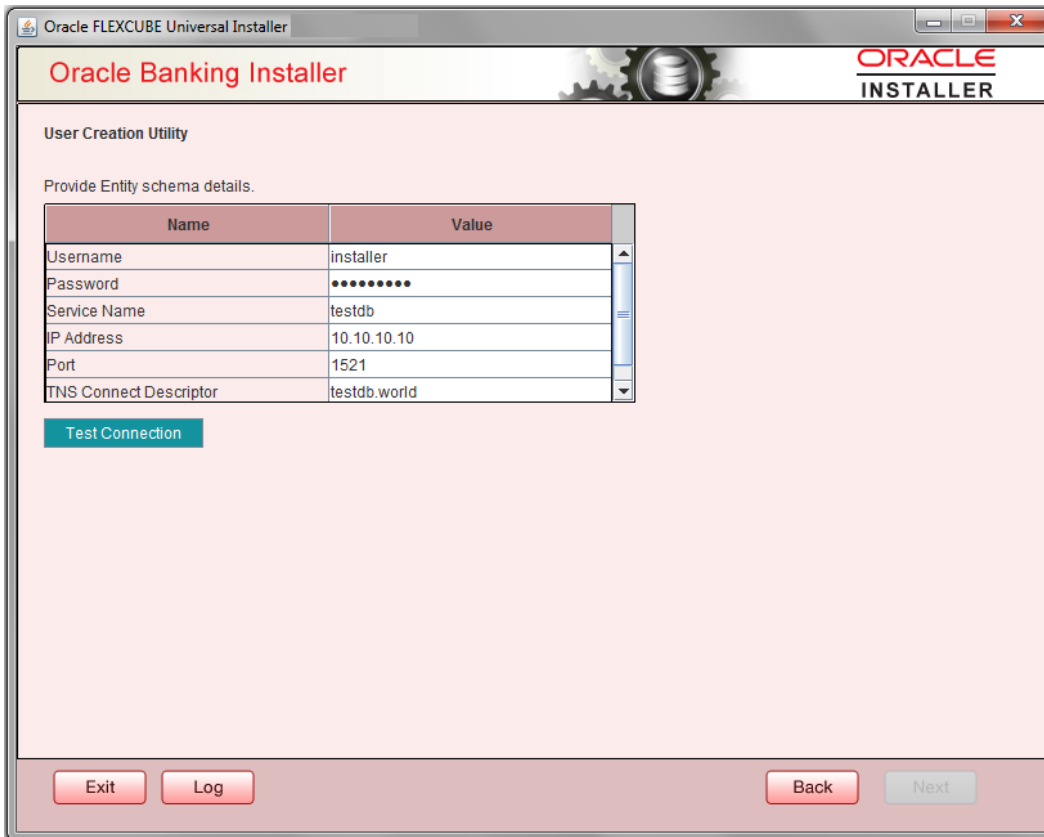 Oracle FLEXCUBE Universal Installer
Oracle Banking Installer
ORACLE
INSTALLER
User Creation Utility
Provide Entity schema details.
Name Value
Username installer
Password •••••••••
Service Name testdb
IP Address 10.10.10.10
Port 1521
TNS Connect Descriptor testdb.world
Test Connection
Exit Log Back Next